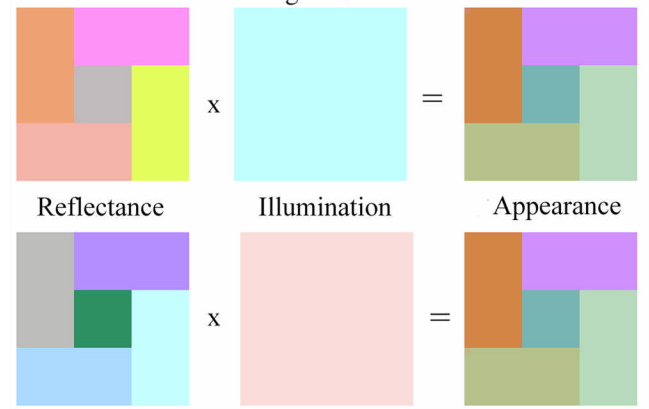 x =
Reflectance Illumination Appearance
x =